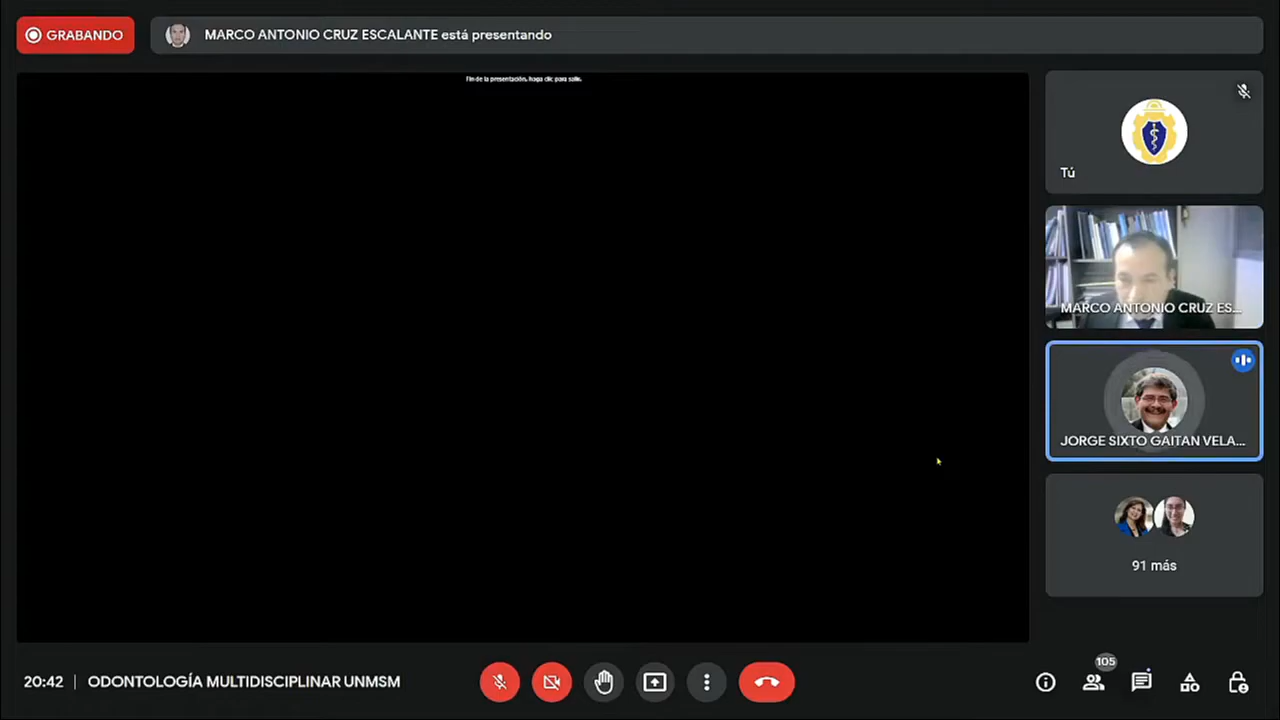 GRABANDO
MARCO ANTONIO CRUZ ESCALANTE está presentando
Fin de la presentación, haga clic para salir.
Tú
MARCO ANTONIO CRUZ ES...
JORGE SIXTO GAITAN VELA...
91 más
105
20:42 | ODONTOLOGÍA MULTIDISCIPLINAR UNMSM